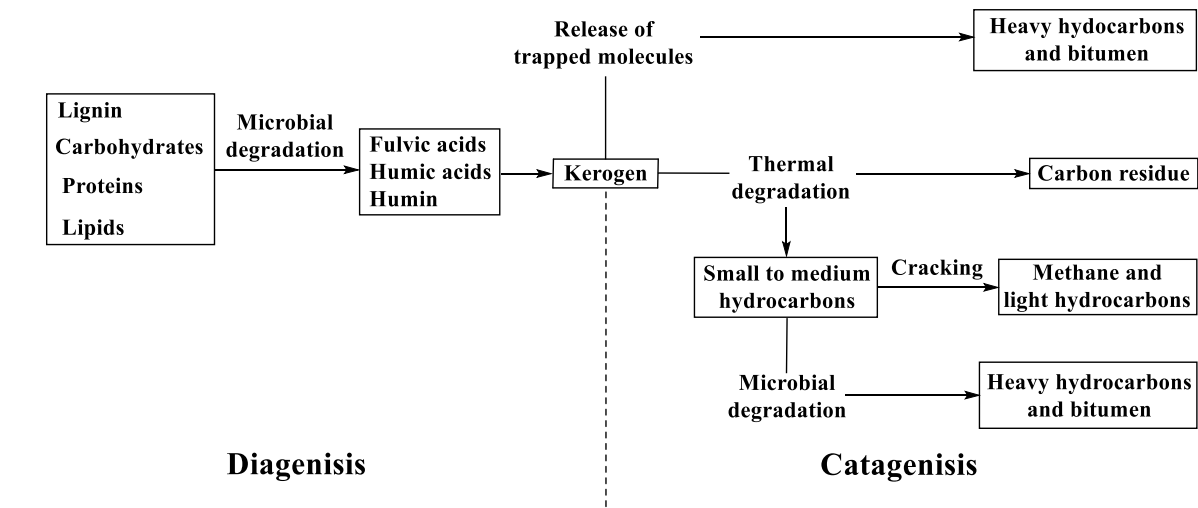 Release of
trapped molecules
Heavy hydocarbons
and bitumen
Lignin
Carbohydrates
Proteins
Lipids
Microbial
degradation
Fulvic acids
Humic acids
Humin
Kerogen
Thermal
degradation
Carbon residue
Small to medium
hydrocarbons
Cracking
Methane and
light hydrocarbons
Microbial
degradation
Heavy hydrocarbons
and bitumen
Diagenisis
Catagenisis